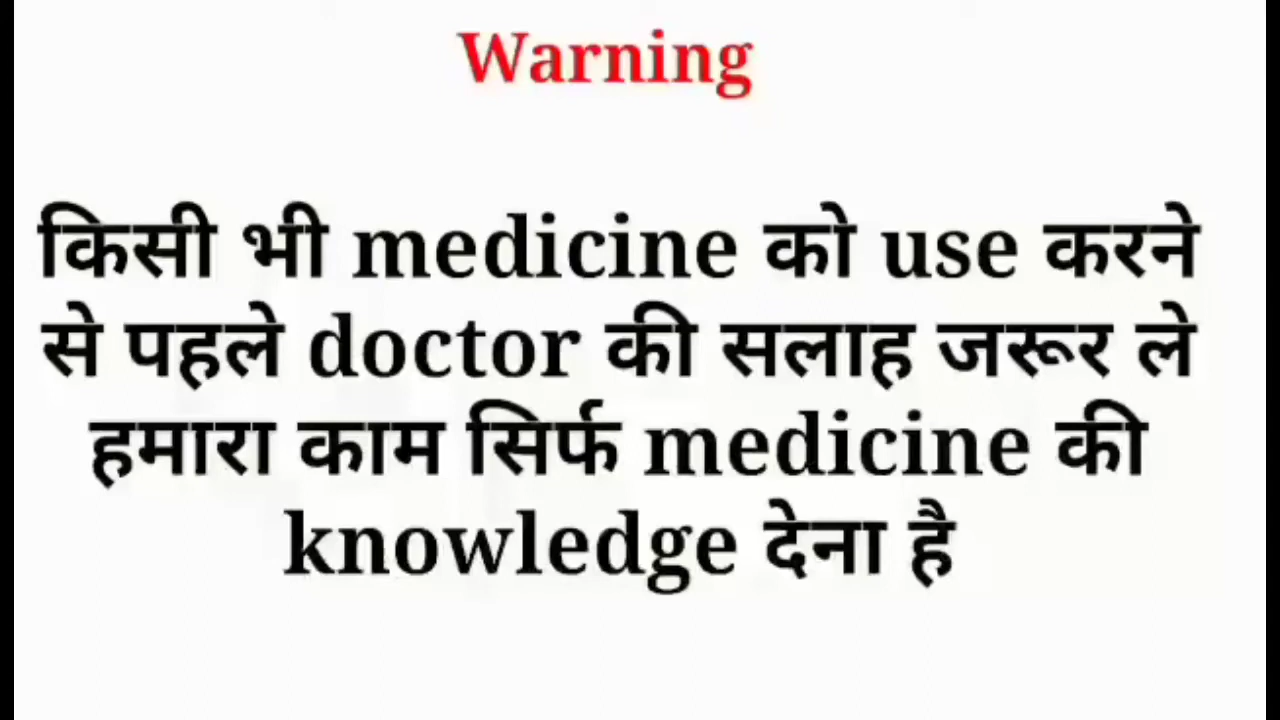 Warning
किसी भी medicine को use करने
से पहले doctor की सलाह जरूर ले
हमारा काम सिर्फ medicine की
knowledge देना है